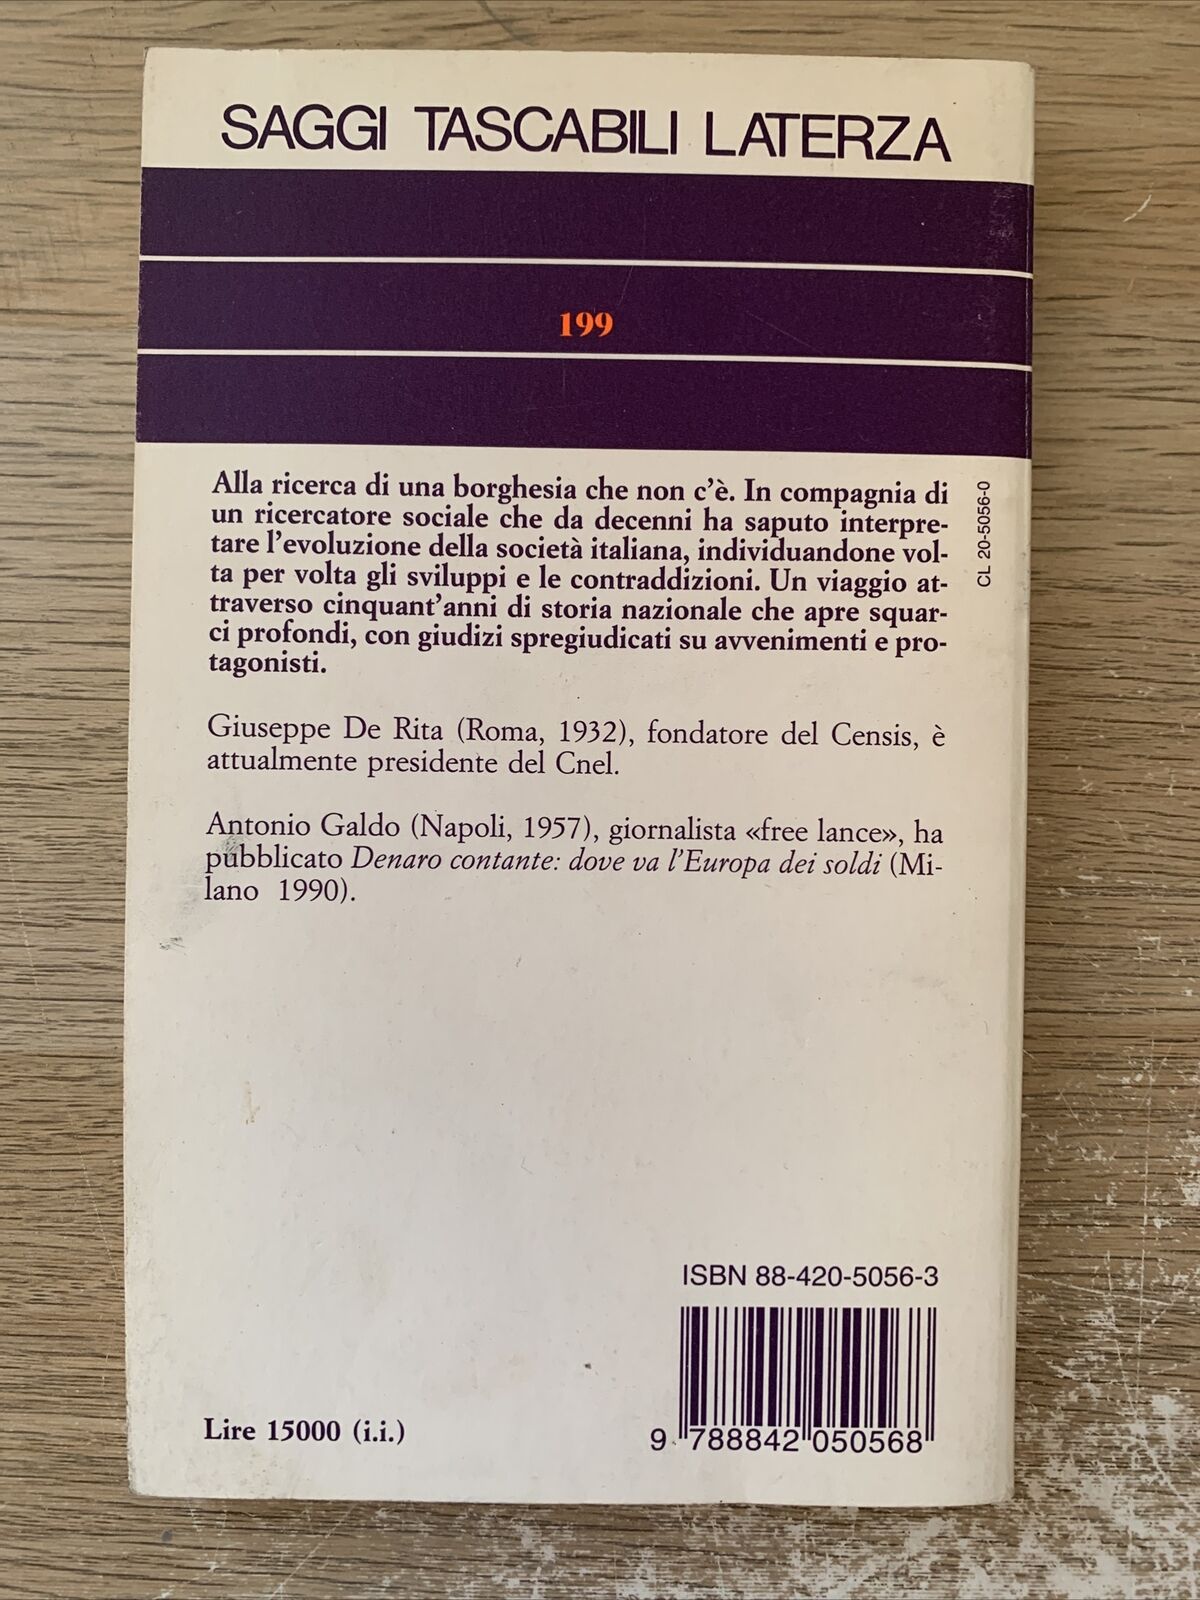 SAGGI TASCABILI LATERZA
199
Alla ricerca di una borghesia che non c'è. In compagnia di
un ricercatore sociale che da decenni ha saputo interpre-
tare l'evoluzione della società italiana, individuandone vol-
ta per volta gli sviluppi e le contraddizioni. Un viaggio at-
traverso cinquant'anni di storia nazionale che apre squar-
ci profondi, con giudizi spregiudicati su avvenimenti e pro-
tagonisti.
CL 20-5056-0
Giuseppe De Rita (Roma, 1932), fondatore del Censis, è
attualmente presidente del Cnel.
Antonio Galdo (Napoli, 1957), giornalista «free lance», ha
pubblicato Denaro contante: dove va l'Europa dei soldi (Mi-
lano 1990).
ISBN 88-420-5056-3
Lire 15000 (i.i.)
9 788842 050568